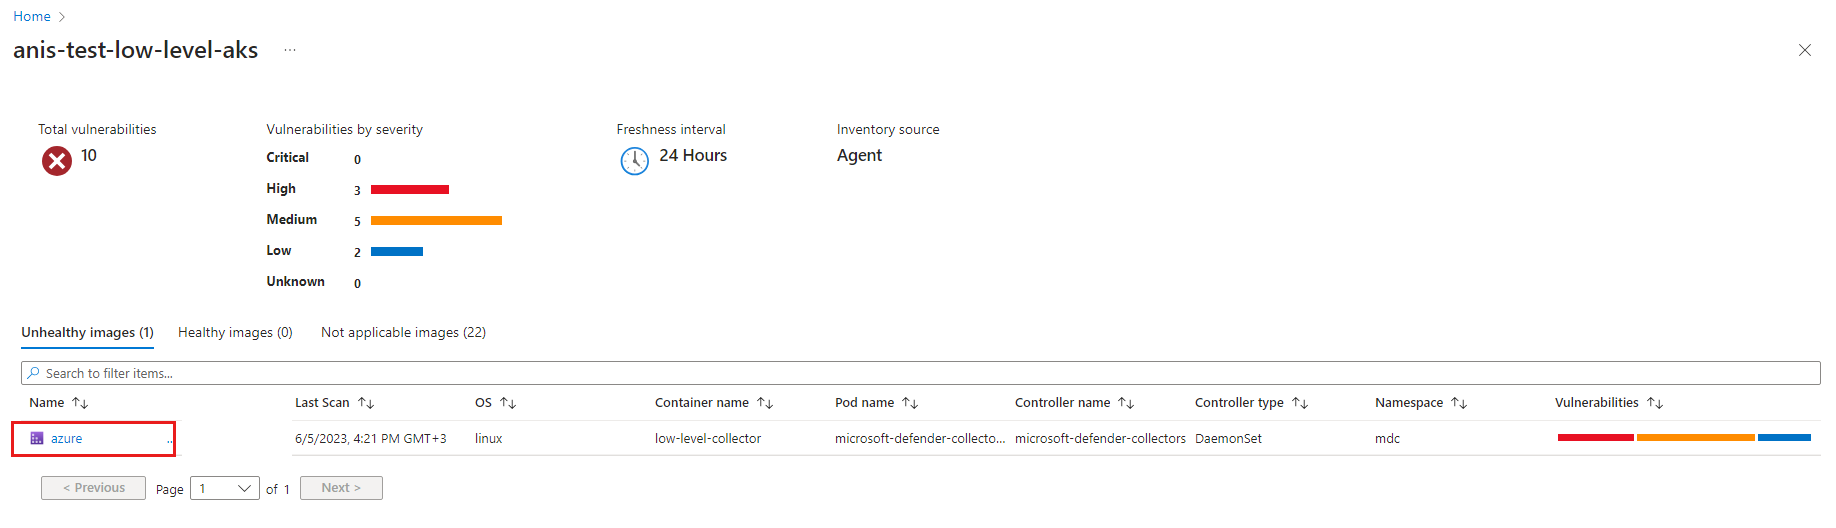 Home >
anis-test-low-level-aks ...
Total vulnerabilities
10
Vulnerabilities by severity
Critical 0
High 3
Medium 5
Low 2
Unknown 0
Freshness interval
24 Hours
Inventory source
Agent
Unhealthy images (1) Healthy images (0) Not applicable images (22)
Search to filter items...
Name ↑↓ Last Scan ↑↓ OS ↑↓ Container name ↑↓ Pod name ↑↓ Controller name ↑↓ Controller type ↑↓ Namespace ↑↓ Vulnerabilities ↑↓
azure .. 6/5/2023, 4:21 PM GMT+3 linux low-level-collector microsoft-defender-collecto... microsoft-defender-collectors DaemonSet mdc
< Previous Page 1 of 1 Next >